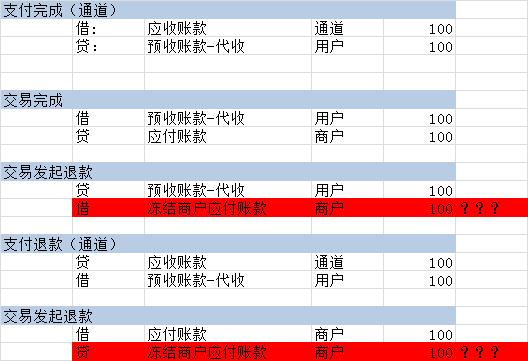 支付完成（通道）
借: 应收账款 通道 100
贷: 预收账款-代收 用户 100
交易完成
借 预收账款-代收 用户 100
贷 应付账款 商户 100
交易发起退款
贷 预收账款-代收 用户 100
借 冻结商户应付账款 商户 100 ？？？
支付退款（通道）
贷 应收账款 通道 100
借 预收账款-代收 用户 100
交易发起退款
借 应付账款 商户 100
贷 冻结商户应付账款 商户 100 ？？？